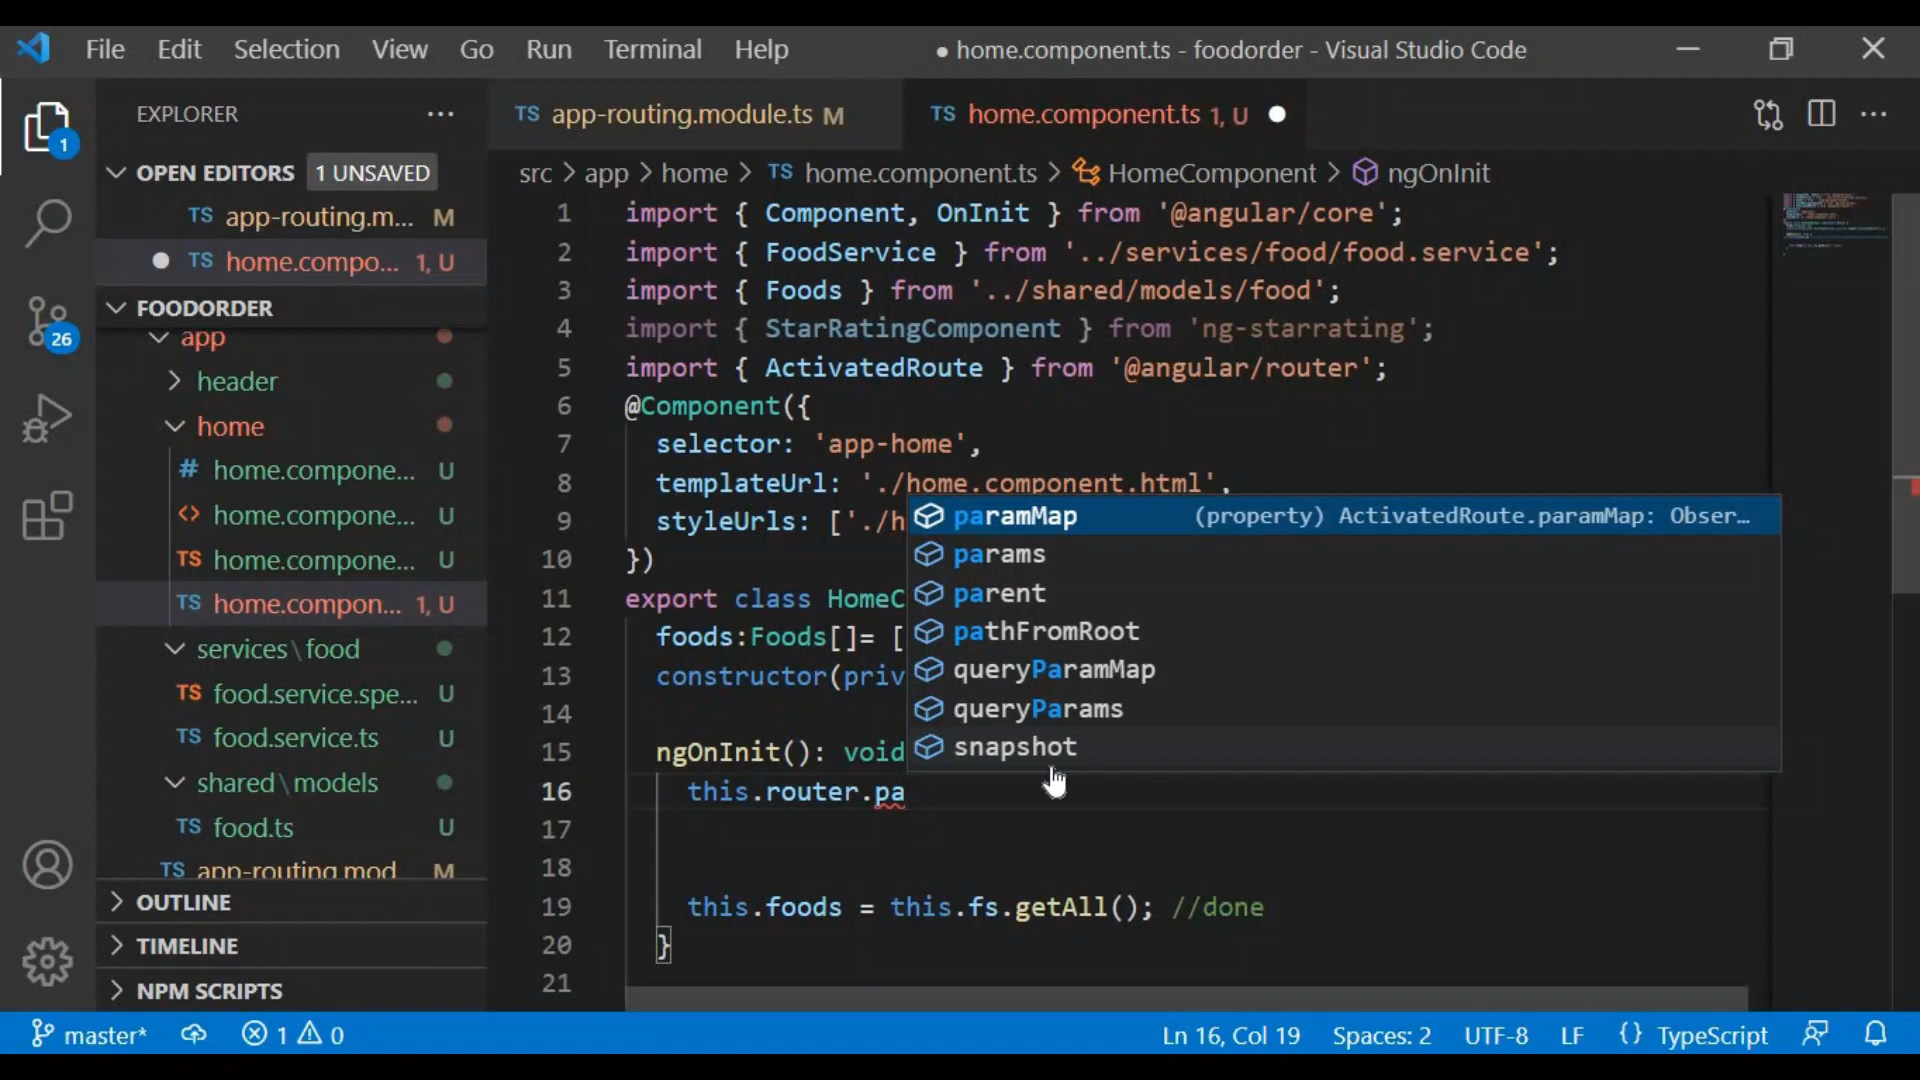 File Edit Selection View Go Run Terminal Help ● home.component.ts - foodorder - Visual Studio Code
EXPLORER ···
TS app-routing.module.ts M TS home.component.ts 1, U
1
OPEN EDITORS 1 UNSAVED
src > app > home > TS home.component.ts > HomeComponent > ngOnInit
TS app-routing.m... M
TS home.compo... 1, U
FOODORDER
26
app
header
home
# home.compone... U
<> home.compone... U
TS home.compone... U
TS home.compon... 1, U
services\food
TS food.service.spe... U
TS food.service.ts U
shared\models
TS food.ts U
TS app-routing.mod M
OUTLINE
TIMELINE
NPM SCRIPTS
1 import { Component, OnInit } from '@angular/core';
2 import { FoodService } from '../services/food/food.service';
3 import { Foods } from '../shared/models/food';
4 import { StarRatingComponent } from 'ng-starrating';
5 import { ActivatedRoute } from '@angular/router';
6 @Component({
7 selector: 'app-home',
8 templateUrl: './home.component.html',
9 styleUrls: ['./h
10 })
11 export class HomeC
12 foods:Foods[]= [
13 constructor(priv
14
15 ngOnInit(): void
16 this.router.pa
17
18
19 this.foods = this.fs.getAll(); //done
20 }
21
paramMap (property) ActivatedRoute.paramMap: Obser…
params
parent
pathFromRoot
queryParamMap
queryParams
snapshot
master* 1 0 Ln 16, Col 19 Spaces: 2 UTF-8 LF {} TypeScript